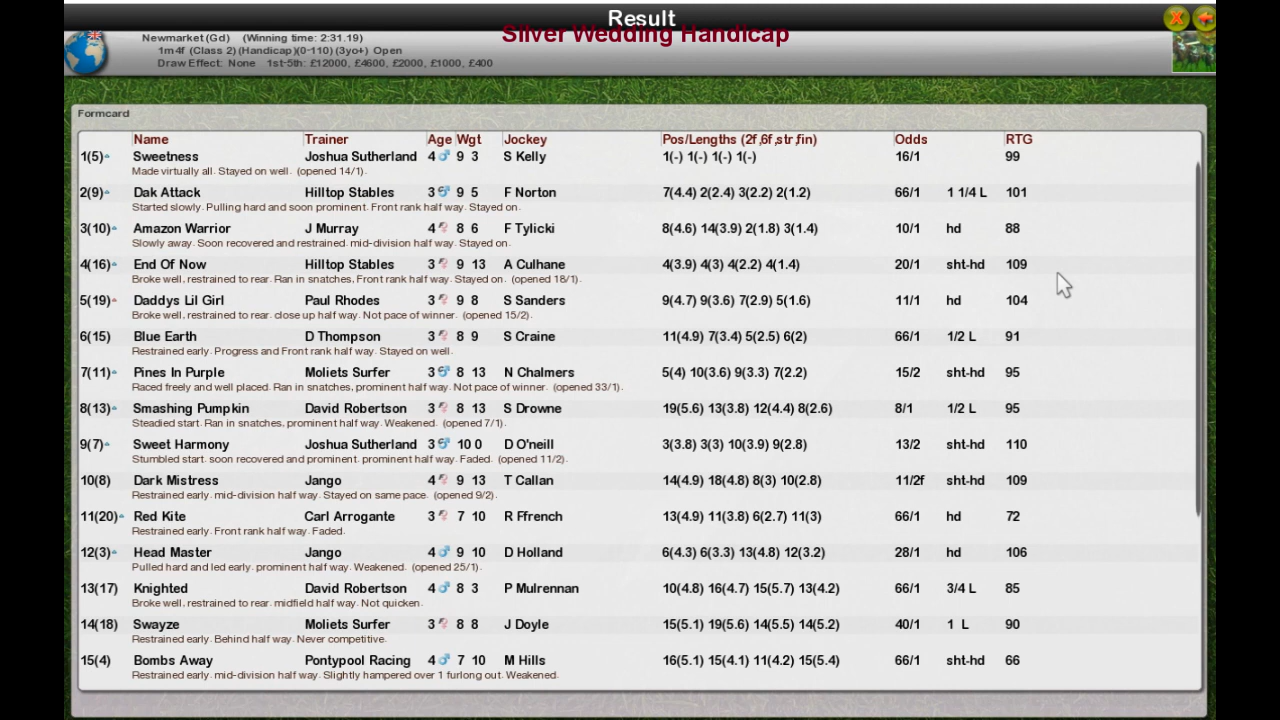 Result
Silver Wedding Handicap
Newmarket (Gd) (Winning time: 2:31.19)
1m4f (Class 2) (Handicap)(0-110) (3yo+) Open
Draw Effect: None 1st-5th: £12000, £4600, £2000, £1000, £400
Formcard
Name Trainer Age Wgt Jockey Pos/Lengths (2f,6f,str,fin) Odds RTG
1(5) Sweetness Joshua Sutherland 4 9 3 S Kelly 1(-) 1(-) 1(-) 1(-) 16/1 99
Made virtually all. Stayed on well. (opened 14/1).
2(9) Dak Attack Hilltop Stables 3 9 5 F Norton 7(4.4) 2(2.4) 3(2.2) 2(1.2) 66/1 1 1/4 L 101
Started slowly. Pulling hard and soon prominent. Front rank half way. Stayed on.
3(10) Amazon Warrior J Murray 4 8 6 F Tylicki 8(4.6) 14(3.9) 2(1.8) 3(1.4) 10/1 hd 88
Slowly away. Soon recovered and restrained. mid-division half way. Stayed on.
4(16) End Of Now Hilltop Stables 3 9 13 A Culhane 4(3.9) 4(3) 4(2.2) 4(1.4) 20/1 sht-hd 109
Broke well, restrained to rear. Ran in snatches, Front rank half way. Stayed on. (opened 18/1).
5(19) Daddys Lil Girl Paul Rhodes 3 9 8 S Sanders 9(4.7) 9(3.6) 7(2.9) 5(1.6) 11/1 hd 104
Broke well, restrained to rear. close up half way. Not pace of winner. (opened 15/2).
6(15) Blue Earth D Thompson 3 8 9 S Craine 11(4.9) 7(3.4) 5(2.5) 6(2) 66/1 1/2 L 91
Restrained early. Progress and Front rank half way. Stayed on well.
7(11) Pines In Purple Moliets Surfer 3 8 13 N Chalmers 5(4) 10(3.6) 9(3.3) 7(2.2) 15/2 sht-hd 95
Raced freely and well placed. Ran in snatches, prominent half way. Not pace of winner. (opened 33/1).
8(13) Smashing Pumpkin David Robertson 3 8 13 S Drowne 19(5.6) 13(3.8) 12(4.4) 8(2.6) 8/1 1/2 L 95
Steadied start. Ran in snatches, prominent half way. Weakened. (opened 7/1).
9(7) Sweet Harmony Joshua Sutherland 3 10 0 D O'neill 3(3.8) 3(3) 10(3.9) 9(2.8) 13/2 sht-hd 110
Stumbled start. soon recovered and prominent. prominent half way. Faded. (opened 11/2).
10(8) Dark Mistress Jango 4 9 13 T Callan 14(4.9) 18(4.8) 8(3) 10(2.8) 11/2f sht-hd 109
Restrained early. mid-division half way. Stayed on same pace. (opened 9/2).
11(20) Red Kite Carl Arrogante 3 7 10 R Ffrench 13(4.9) 11(3.8) 6(2.7) 11(3) 66/1 hd 72
Restrained early. Front rank half way. Faded.
12(3) Head Master Jango 4 9 10 D Holland 6(4.3) 6(3.3) 13(4.8) 12(3.2) 28/1 hd 106
Pulled hard and led early. prominent half way. Weakened. (opened 25/1).
13(17) Knighted David Robertson 4 8 3 P Mulrennan 10(4.8) 16(4.7) 15(5.7) 13(4.2) 66/1 3/4 L 85
Broke well, restrained to rear. midfield half way. Not quicken.
14(18) Swayze Moliets Surfer 3 8 8 J Doyle 15(5.1) 19(5.6) 14(5.5) 14(5.2) 40/1 1 L 90
Restrained early. Behind half way. Never competitive.
15(4) Bombs Away Pontypool Racing 4 7 10 M Hills 16(5.1) 15(4.1) 11(4.2) 15(5.4) 66/1 sht-hd 66
Restrained early. mid-division half way. Slightly hampered over 1 furlong out. Weakened.